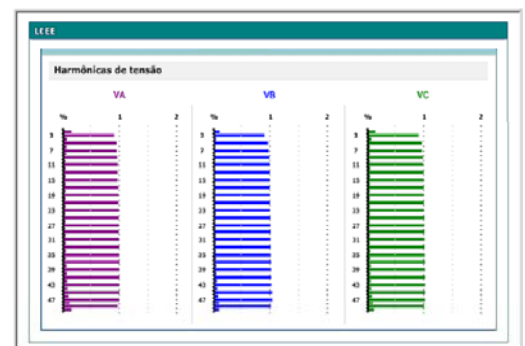 LCEE
Harmônicas de tensão
VA VB VC
% 1 2 % 1 2 % 1 2
3 3 3
7 7 7
11 11 11
15 15 15
19 19 19
23 23 23
27 27 27
31 31 31
35 35 35
39 39 39
43 43 43
47 47 47